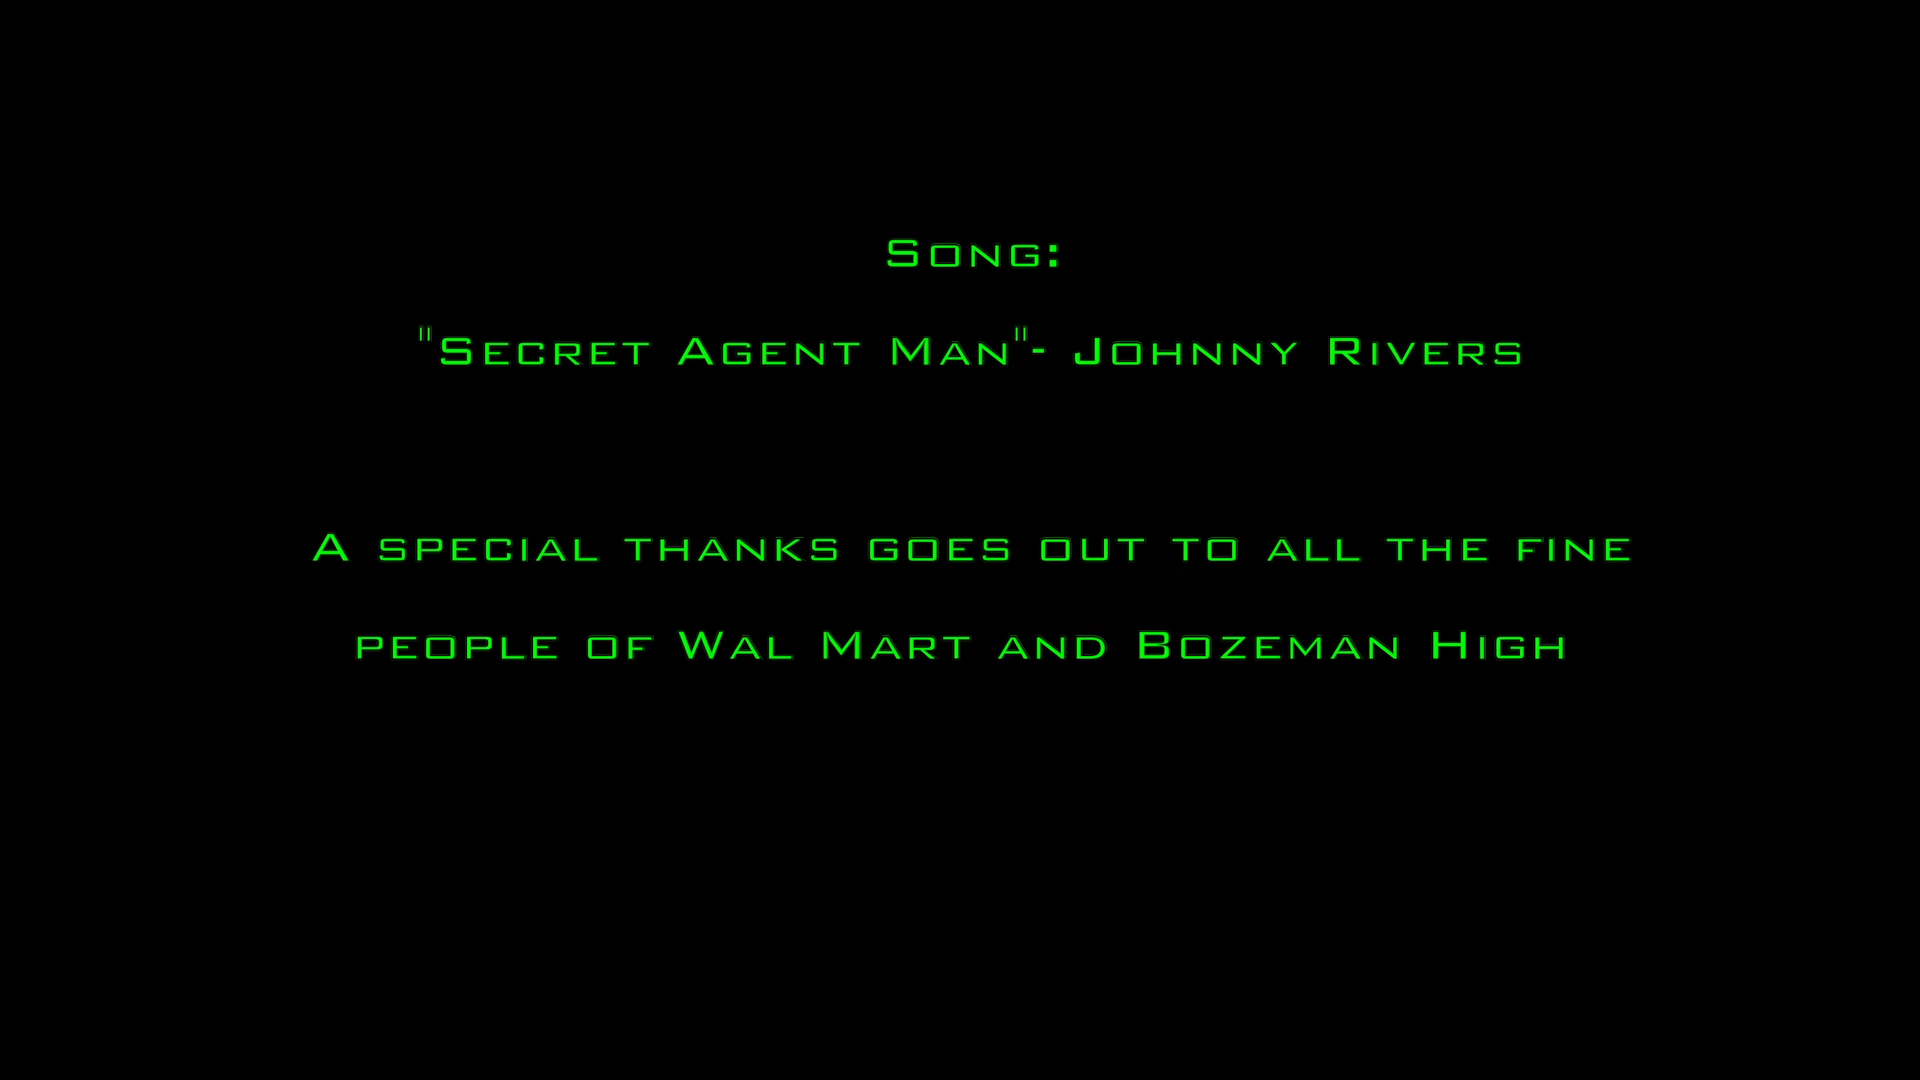 Song:
"Secret Agent Man"- Johnny Rivers
A special thanks goes out to all the fine
people of Wal Mart and Bozeman High